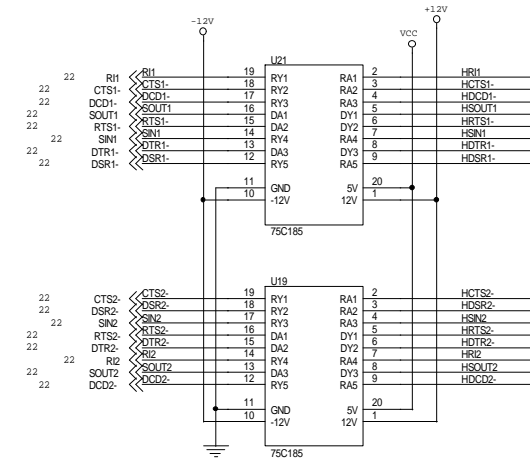 -12V +12V
VCC
U21
22 RI1 RI1 19 RY1 RA1 2 HRI1
22 CTS1- CTS1- 18 RY2 RA2 3 HCTS1-
22 DCD1- DCD1- 17 RY3 RA3 4 HDCD1-
22 SOUT1 SOUT1 16 DA1 DY1 5 HSOUT1
22 RTS1- RTS1- 15 DA2 DY2 6 HRTS1-
22 SIN1 SIN1 14 RY4 RA4 7 HSIN1
22 DTR1- DTR1- 13 DA3 DY3 8 HDTR1-
22 DSR1- DSR1- 12 RY5 RA5 9 HDSR1-
11 GND 5V 20
10 -12V 12V 1
75C185
U19
22 CTS2- CTS2- 19 RY1 RA1 2 HCTS2-
22 DSR2- DSR2- 18 RY2 RA2 3 HDSR2-
22 SIN2 SIN2 17 RY3 RA3 4 HSIN2
22 RTS2- RTS2- 16 DA1 DY1 5 HRTS2-
22 DTR2- DTR2- 15 DA2 DY2 6 HDTR2-
22 RI2 RI2 14 RY4 RA4 7 HRI2
22 SOUT2 SOUT2 13 DA3 DY3 8 HSOUT2
22 DCD2- DCD2- 12 RY5 RA5 9 HDCD2-
11 GND 5V 20
10 -12V 12V 1
75C185